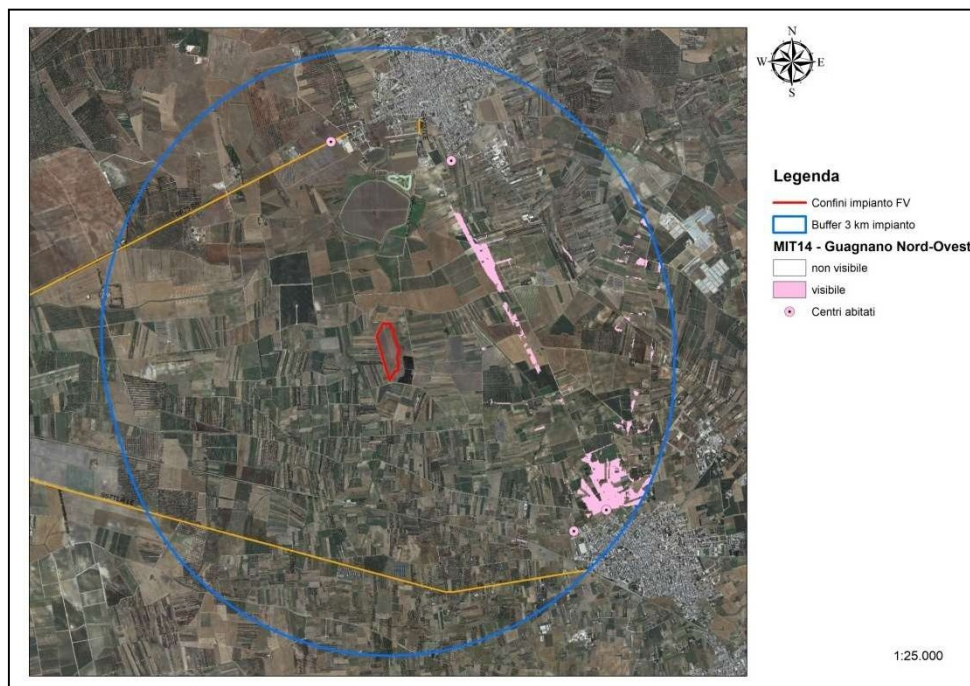 N
W E
S
Legenda
Confini impianto FV
Buffer 3 km impianto
MIT14 - Guagnano Nord-Ovest
non visibile
visibile
Centri abitati
1:25.000